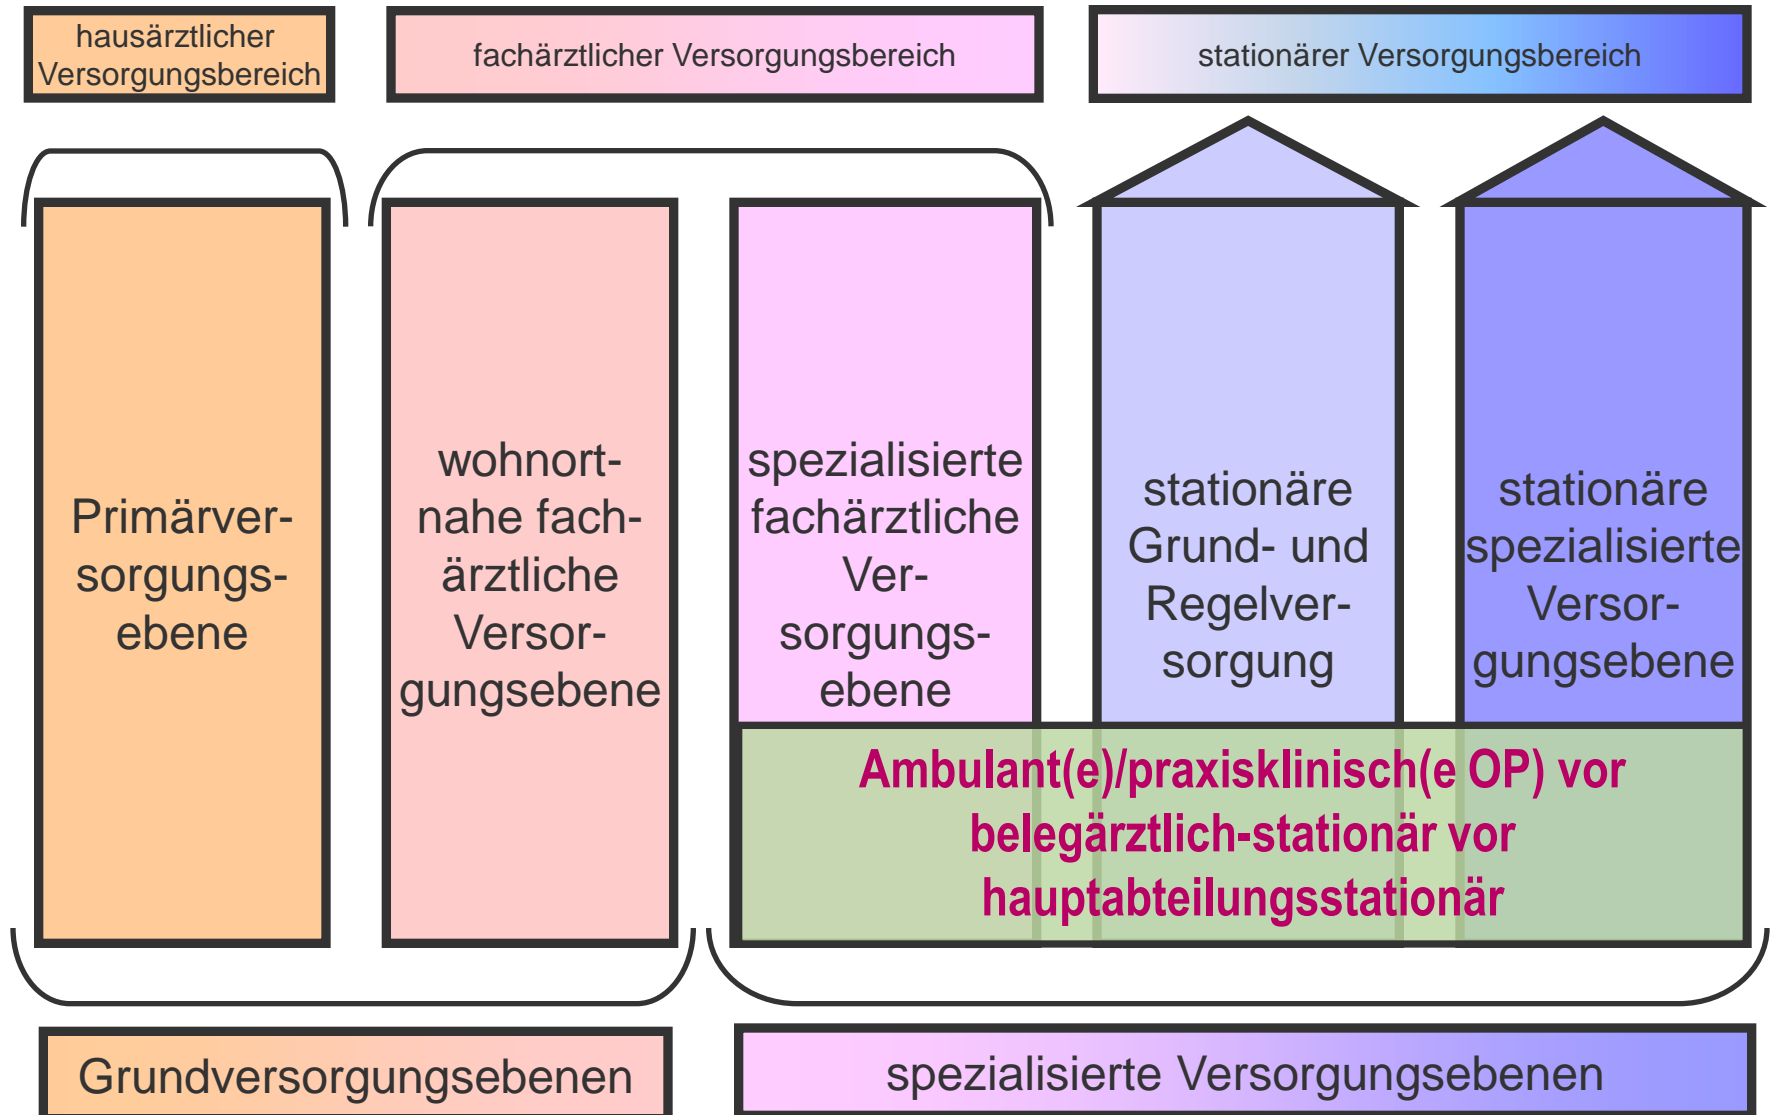 hausärztlicher
Versorgungsbereich
fachärztlicher Versorgungsbereich
stationärer Versorgungsbereich
Primärver-
sorgungs-
ebene
wohnort-
nahe fach-
ärztliche
Versor-
gungsebene
spezialisierte
fachärztliche
Ver-
sorgungs-
ebene
stationäre
Grund- und
Regelver-
sorgung
stationäre
spezialisierte
Versor-
gungsebene
Ambulant(e)/praxisklinisch(e OP) vor
belegärztlich-stationär vor
hauptabteilungsstationär
Grundversorgungsebenen
spezialisierte Versorgungsebenen